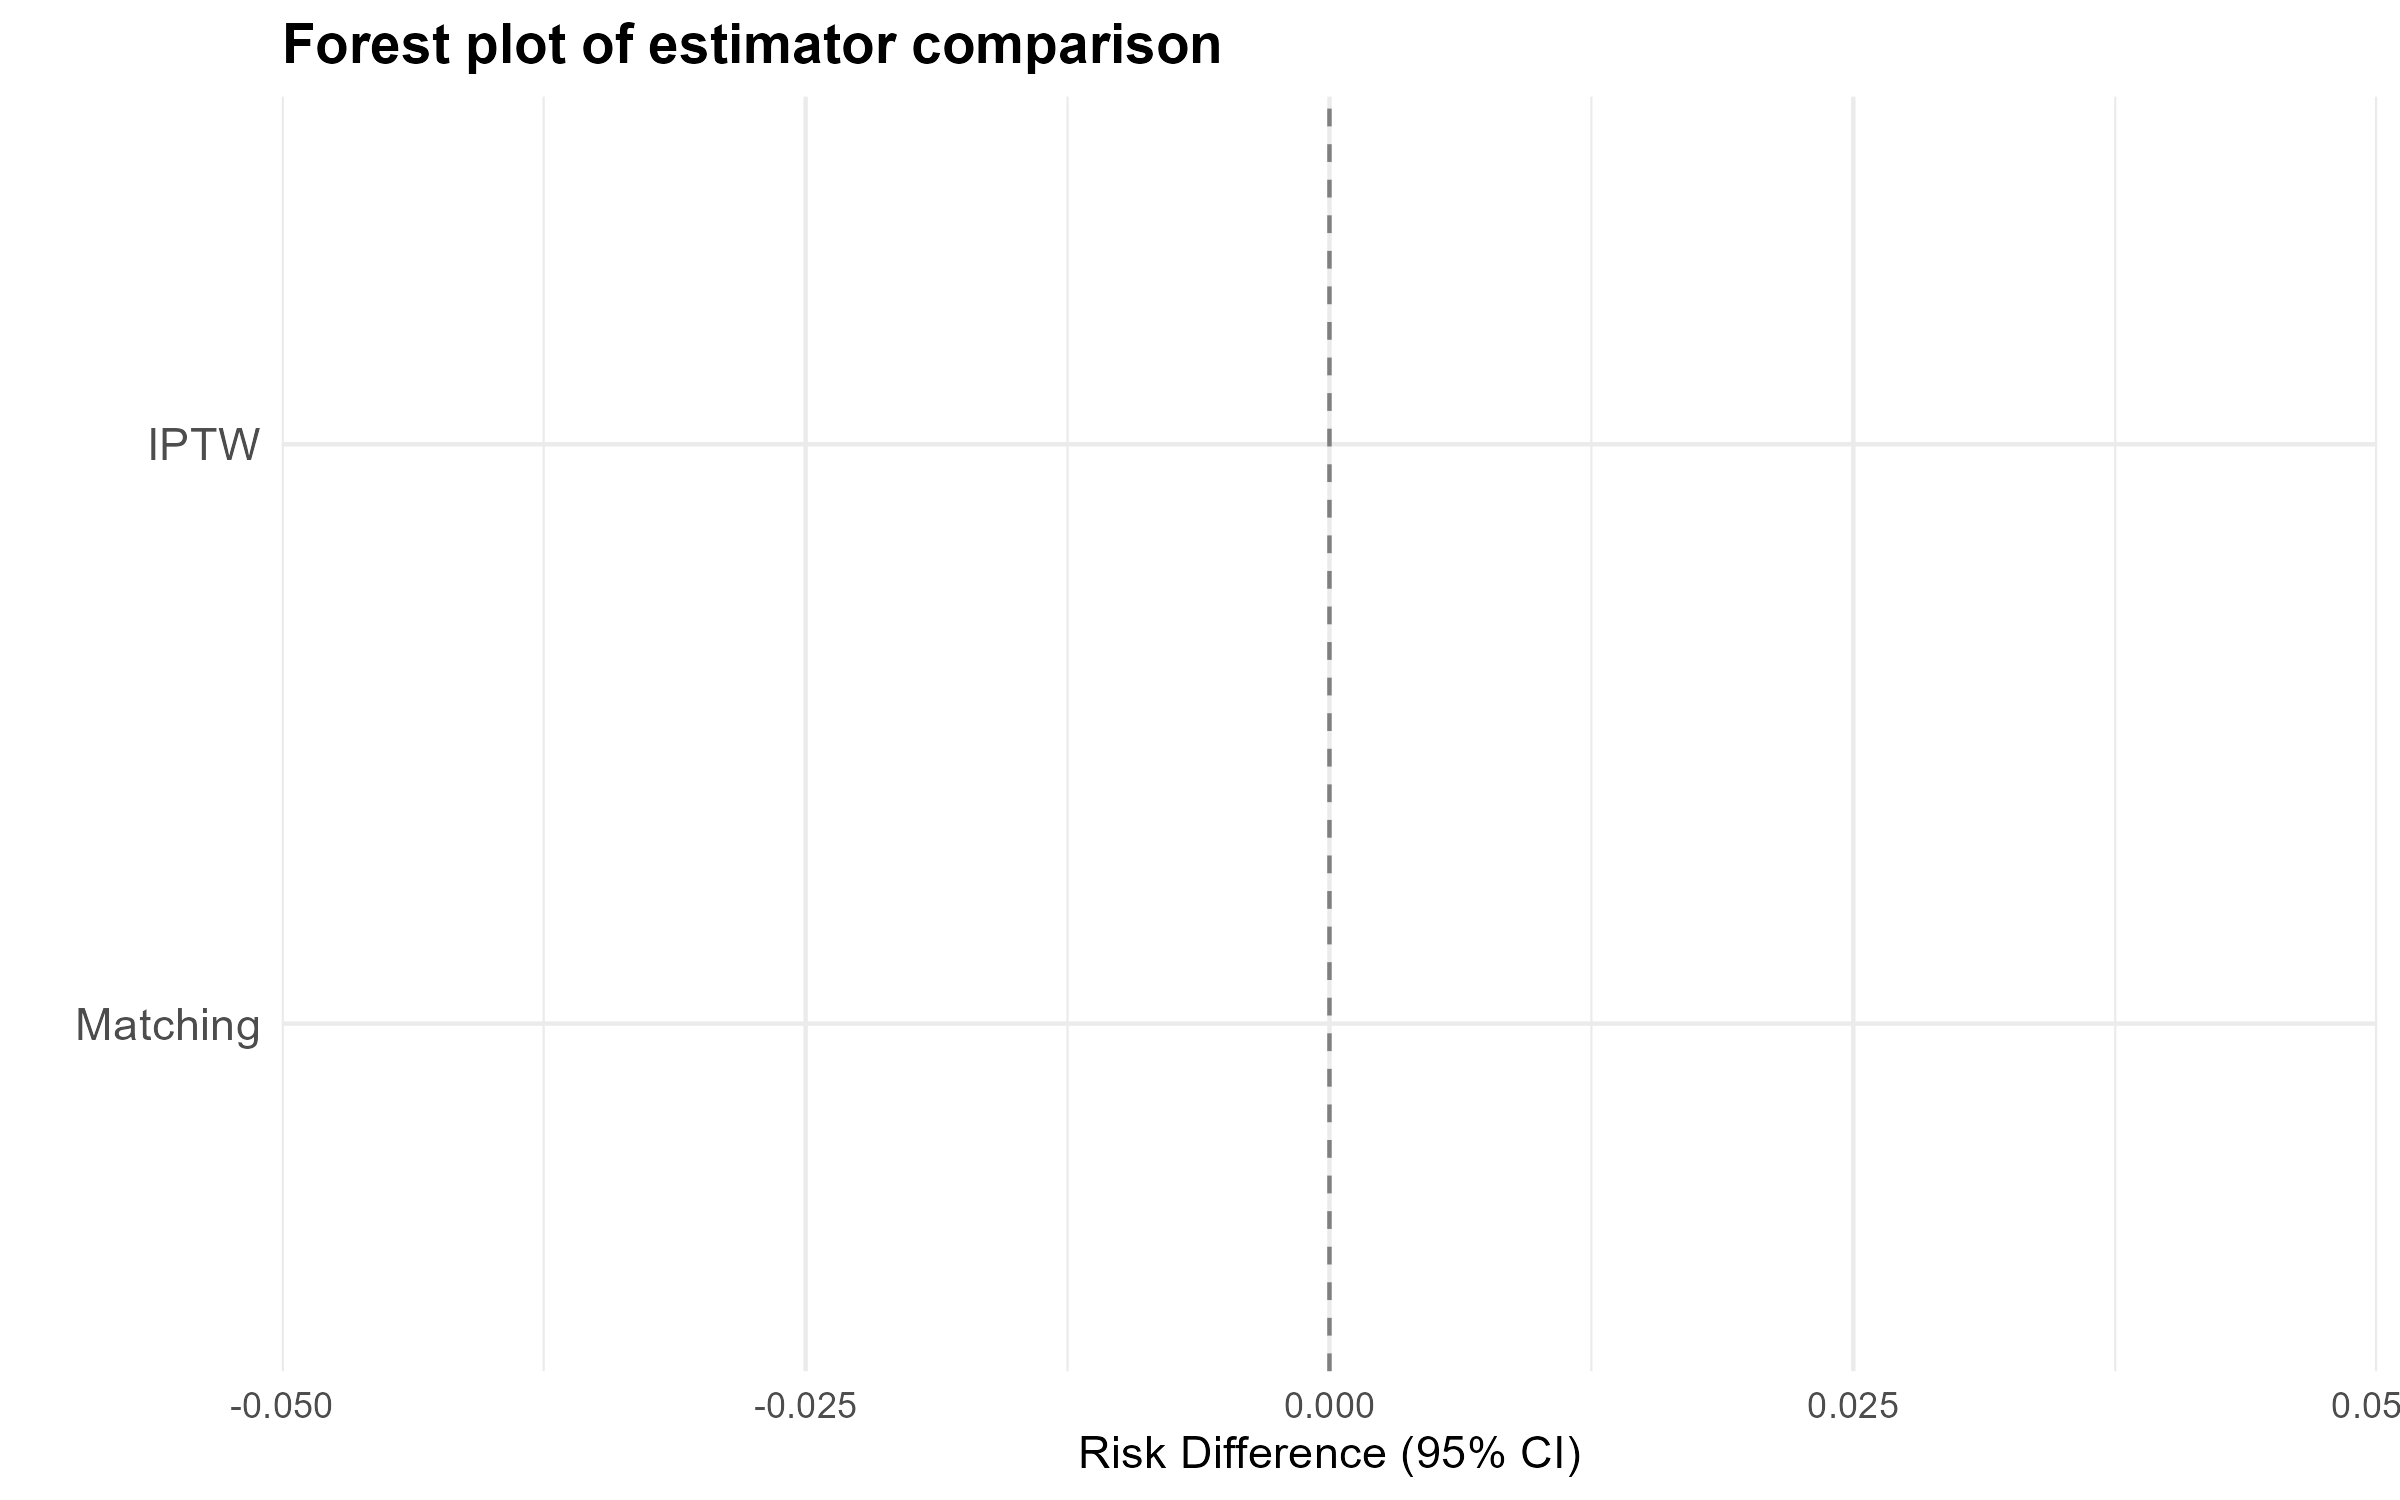 Forest plot of estimator comparison
IPTW
Matching
-0.050 -0.025 0.000 0.025 0.05
Risk Difference (95% CI)